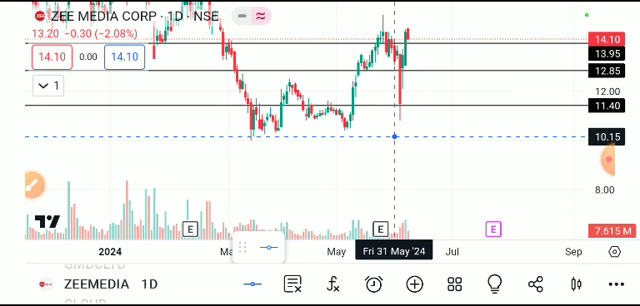 ZEE MEDIA CORP · 1D · NSE
13.20 −0.30 (−2.08%)
14.10 0.00 14.10
1
14.10
13.95
12.85
12.00
11.40
10.15
8.00
7.615 M
E E E
2024 May Fri 31 May '24 Jul Sep
ZEEMEDIA 1D